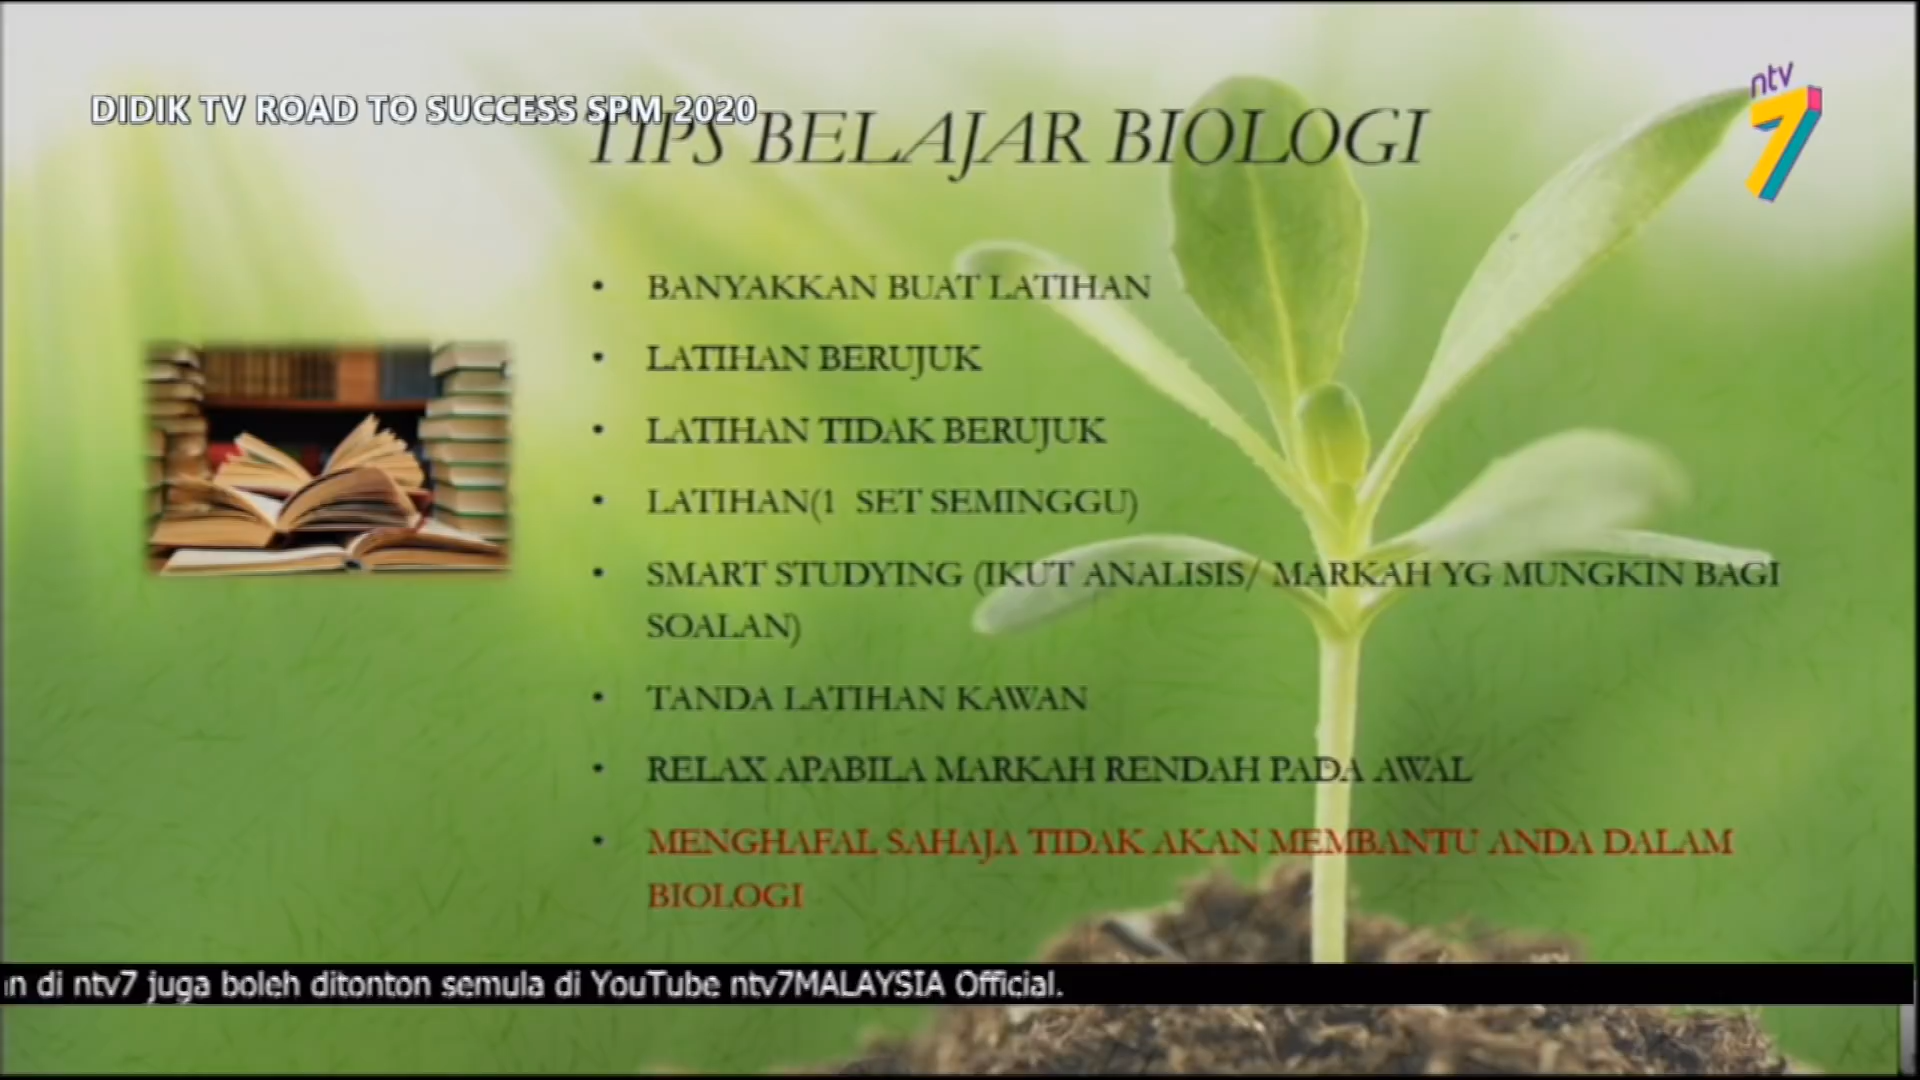 DIDIK TV ROAD TO SUCCESS SPM 2020
ntv
7
TIPS BELAJAR BIOLOGI
• BANYAKKAN BUAT LATIHAN
• LATIHAN BERUJUK
• LATIHAN TIDAK BERUJUK
• LATIHAN(1 SET SEMINGGU)
• SMART STUDYING (IKUT ANALISIS/ MARKAH YG MUNGKIN BAGI
SOALAN)
• TANDA LATIHAN KAWAN
• RELAX APABILA MARKAH RENDAH PADA AWAL
• MENGHAFAL SAHAJA TIDAK AKAN MEMBANTU ANDA DALAM
BIOLOGI
di ntv7 juga boleh ditonton semula di YouTube ntv7MALAYSIA Official.